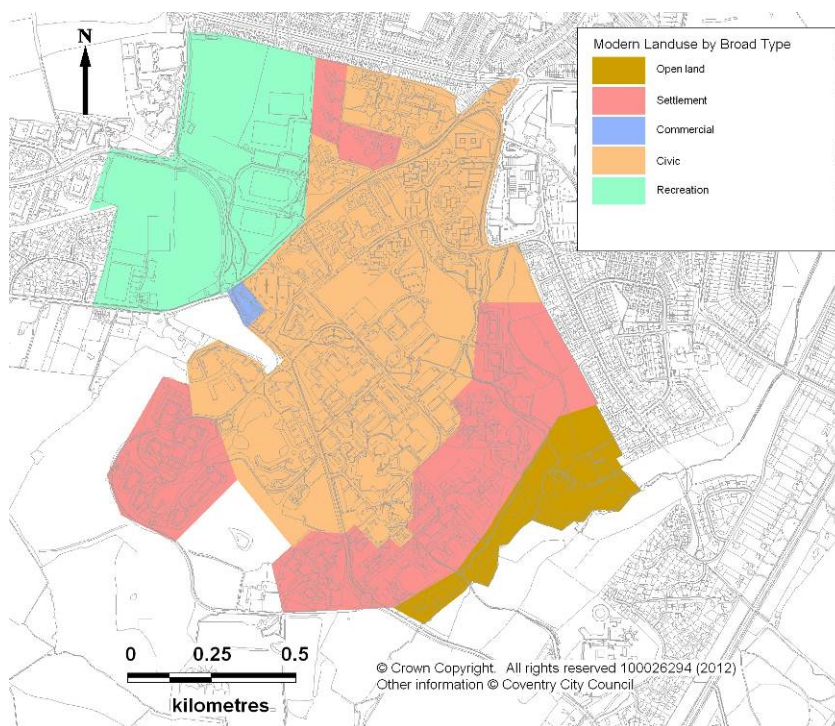 N
Modern Landuse by Broad Type
Open land
Settlement
Commercial
Civic
Recreation
0 0.25 0.5
kilometres
© Crown Copyright. All rights reserved 100026294 (2012)
Other information © Coventry City Council